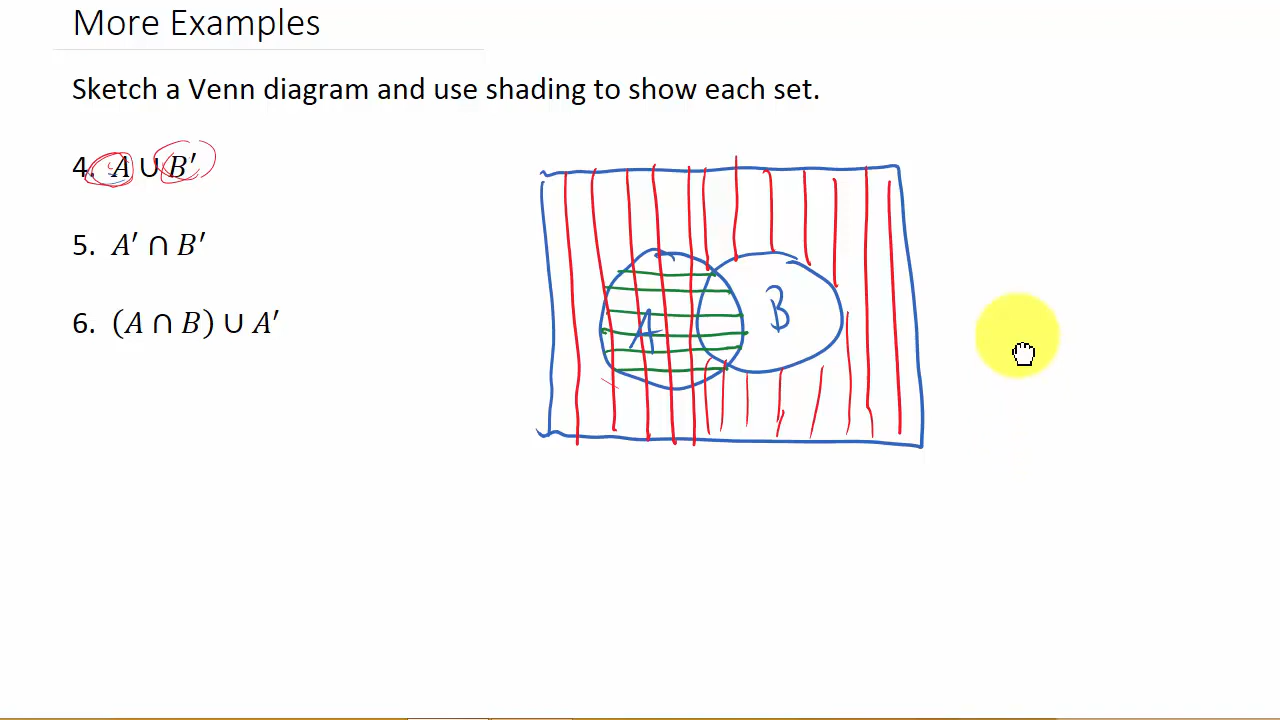 More Examples
Sketch a Venn diagram and use shading to show each set.
4. A ∪ B′
5. A′ ∩ B′
6. (A ∩ B) ∪ A′
A
B